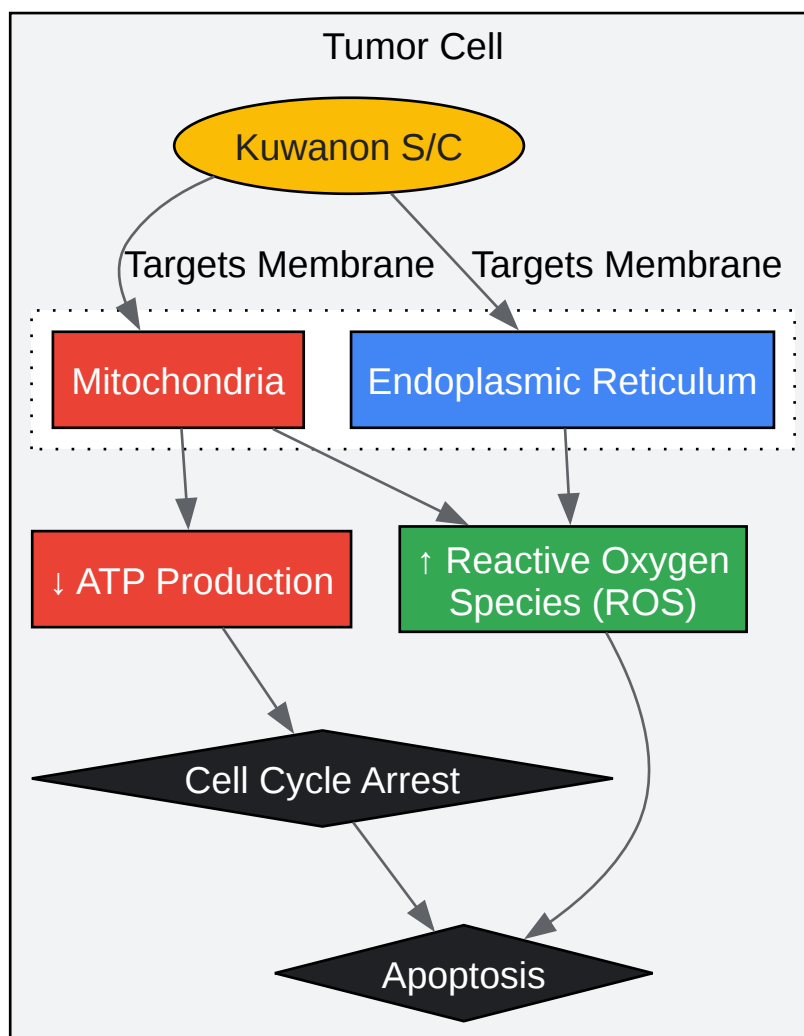 Tumor Cell
Kuwanon S/C
Targets Membrane
Targets Membrane
Mitochondria
Endoplasmic Reticulum
↓ ATP Production
↑ Reactive Oxygen
Species (ROS)
Cell Cycle Arrest
Apoptosis